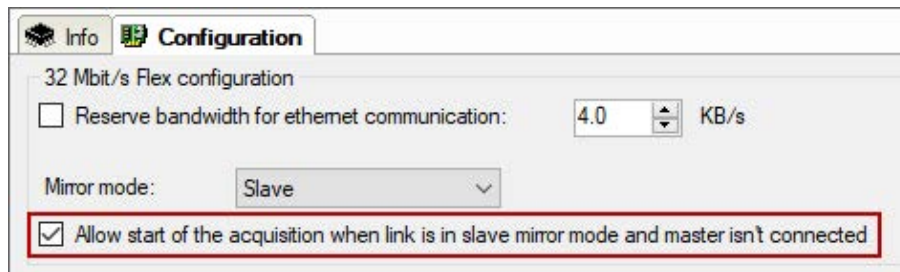 Info Configuration
32 Mbit/s Flex configuration
Reserve bandwidth for ethernet communication: 4.0 KB/s
Mirror mode: Slave
Allow start of the acquisition when link is in slave mirror mode and master isn't connected